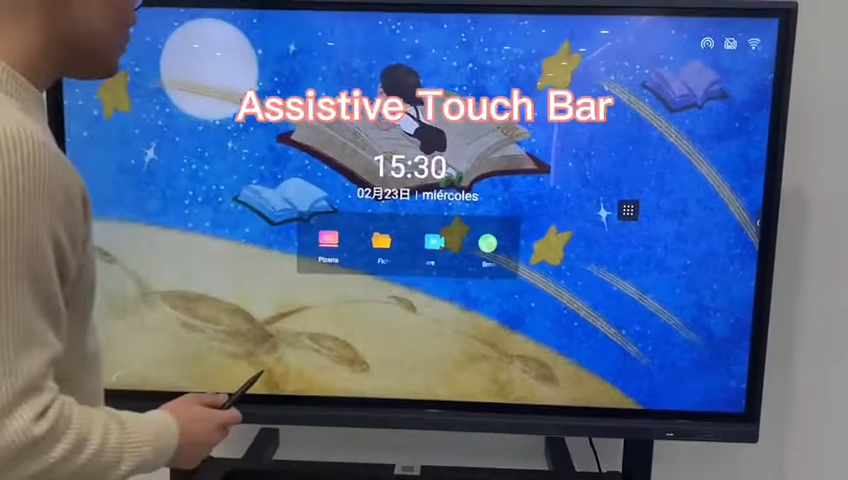 Assistive Touch Bar
15:30
02月23日 | miércoles
Pizarra